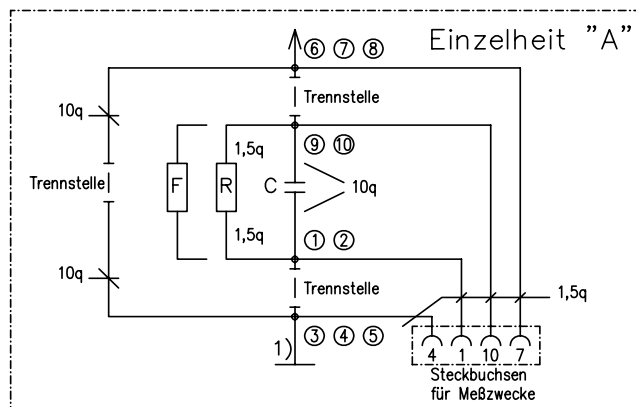 Einzelheit "A"
⑥ ⑦ ⑧
10q
Trennstelle
1,5q
⑨ ⑩
Trennstelle
F
R
C
10q
1,5q
① ②
10q
Trennstelle
1,5q
1)
③ ④ ⑤
4 1 10 7
Steckbuchsen
für Meßzwecke